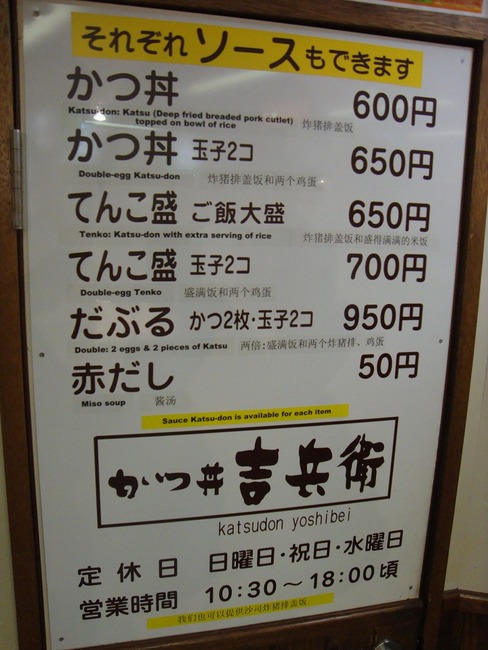 それぞれソースもできます
かつ丼 600円
Katsu-don: Katsu (Deep fried breaded pork cutlet)
topped on bowl of rice 炸猪排盖饭
かつ丼 玉子2コ 650円
Double-egg Katsu-don 炸猪排盖饭和两个鸡蛋
てんこ盛 ご飯大盛 650円
Tenko: Katsu-don with extra serving of rice 炸猪排盖饭和盛得满满的米饭
てんこ盛 玉子2コ 700円
Double-egg Tenko 盛满饭和两个鸡蛋
だぶる かつ2枚・玉子2コ 950円
Double: 2 eggs & 2 pieces of Katsu 两倍:盛满饭和两个炸猪排、鸡蛋
赤だし 50円
Miso soup 酱汤
Sauce Katsu-don is available for each item
かつ丼 吉兵衛
katsudon yoshibei
定休日 日曜日・祝日・水曜日
営業時間 10:30～18:00頃
我们也可以提供沙司炸猪排盖饭